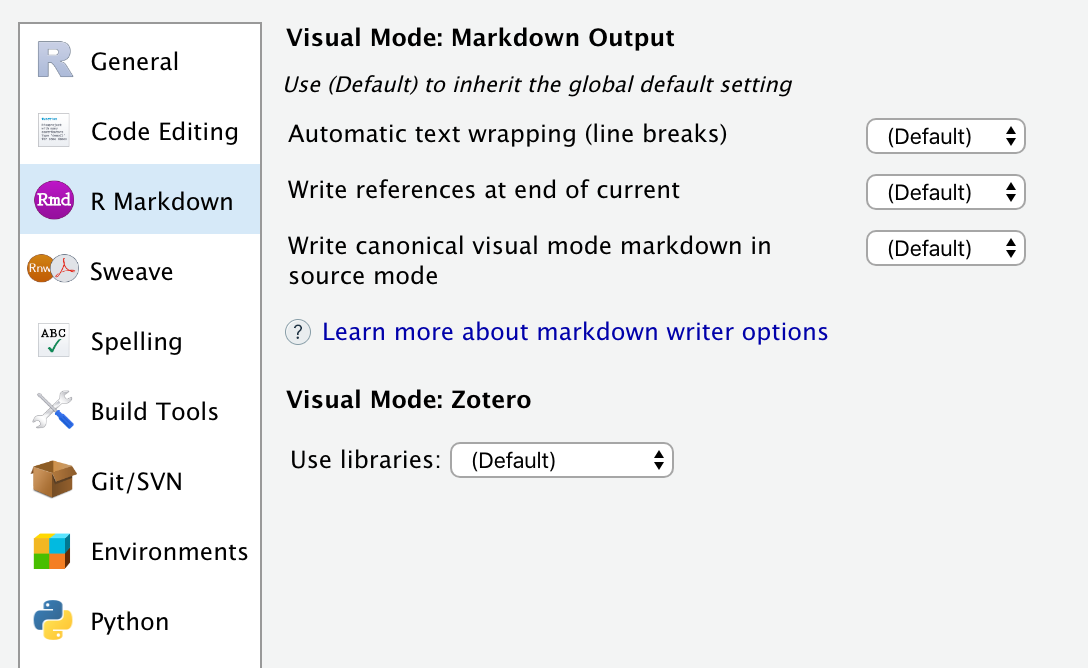 General
Code Editing
Rmd
R Markdown
Rnw
Sweave
ABC
Spelling
Build Tools
Git/SVN
Environments
Python
Visual Mode: Markdown Output
Use (Default) to inherit the global default setting
Automatic text wrapping (line breaks) (Default)
Write references at end of current (Default)
Write canonical visual mode markdown in (Default)
source mode
? Learn more about markdown writer options
Visual Mode: Zotero
Use libraries: (Default)